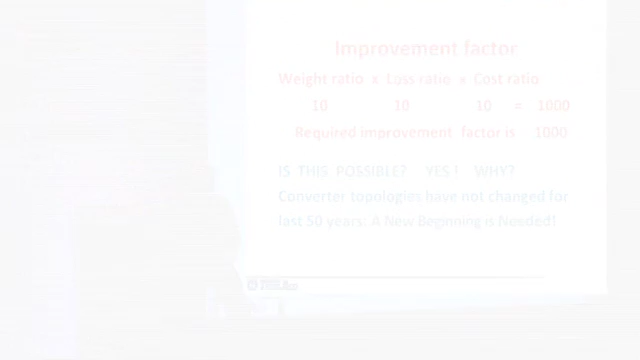 Improvement factor
Weight ratio x Loss ratio x Cost ratio
10 10 10 = 1000
Required improvement factor is 1000
IS THIS POSSIBLE? YES! WHY?
Converter topologies have not changed for
last 50 years. A New Beginning is Needed!